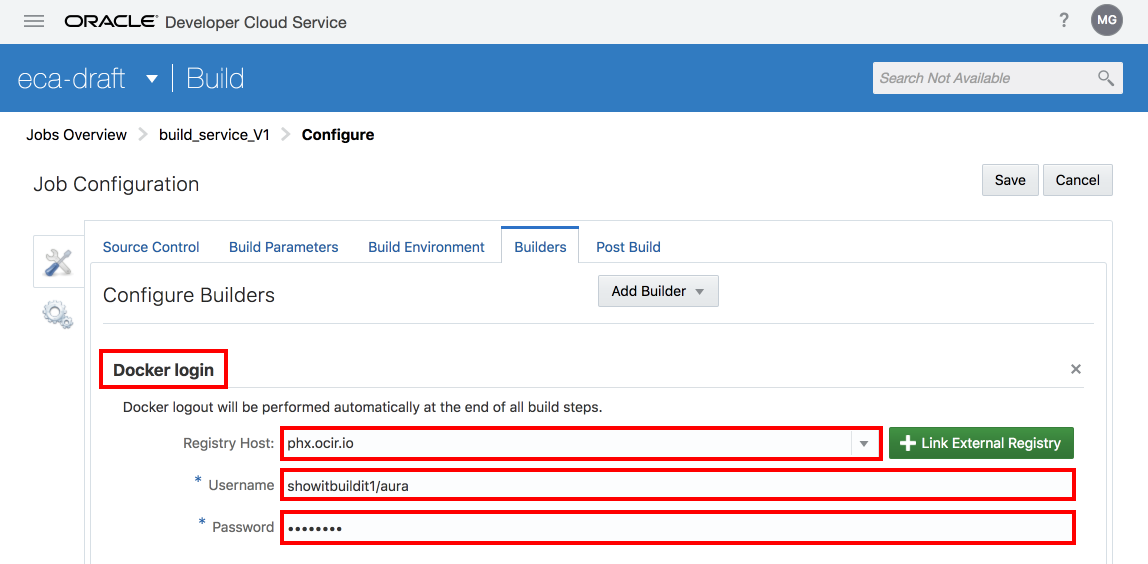 ORACLE Developer Cloud Service ? MG
eca-draft Build Search Not Available
Jobs Overview build_service_V1 Configure
Job Configuration Save Cancel
Source Control Build Parameters Build Environment Builders Post Build
Configure Builders Add Builder
Docker login ×
Docker logout will be performed automatically at the end of all build steps.
Registry Host: phx.ocir.io Link External Registry
* Username showitbuildit1/aura
* Password ••••••••